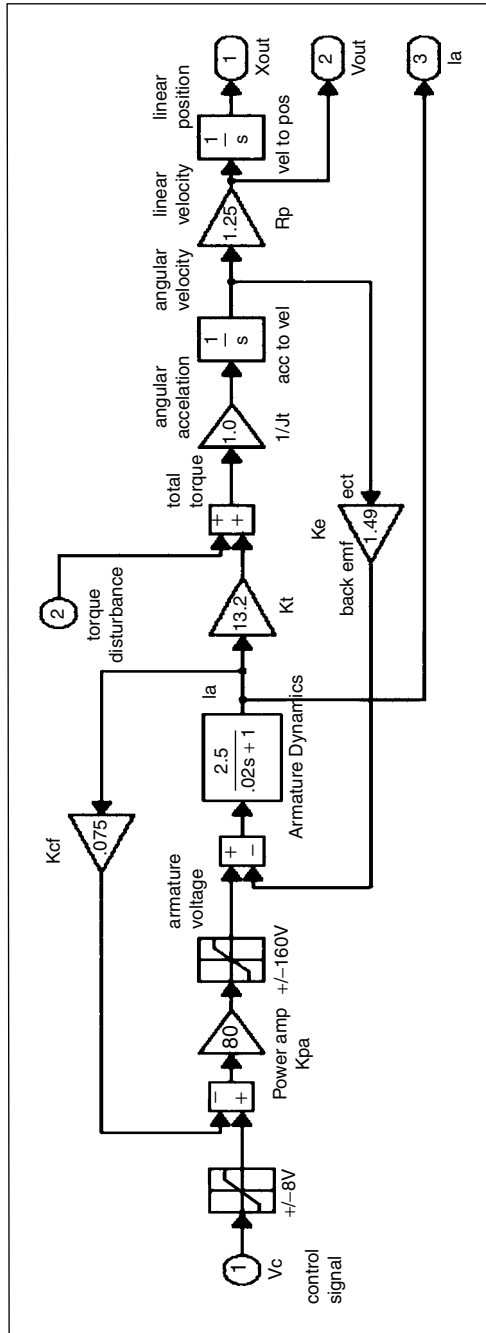 1
Vc
control
signal
+/−8V
−
+
80
Power amp
Kpa
+/−160V
armature
voltage
+
−
2.5
.02s + 1
Armature Dynamics
Ia
Kcf
.075
13.2
Kt
2
torque
disturbance
+
+
total
torque
1.0
1/Jt
angular
accelation
1
s
acc to vel
angular
velocity
1.25
Rp
linear
velocity
1
s
vel to pos
linear
position
1
Xout
2
Vout
3
Ia
Ke
1.49
ect
back emf